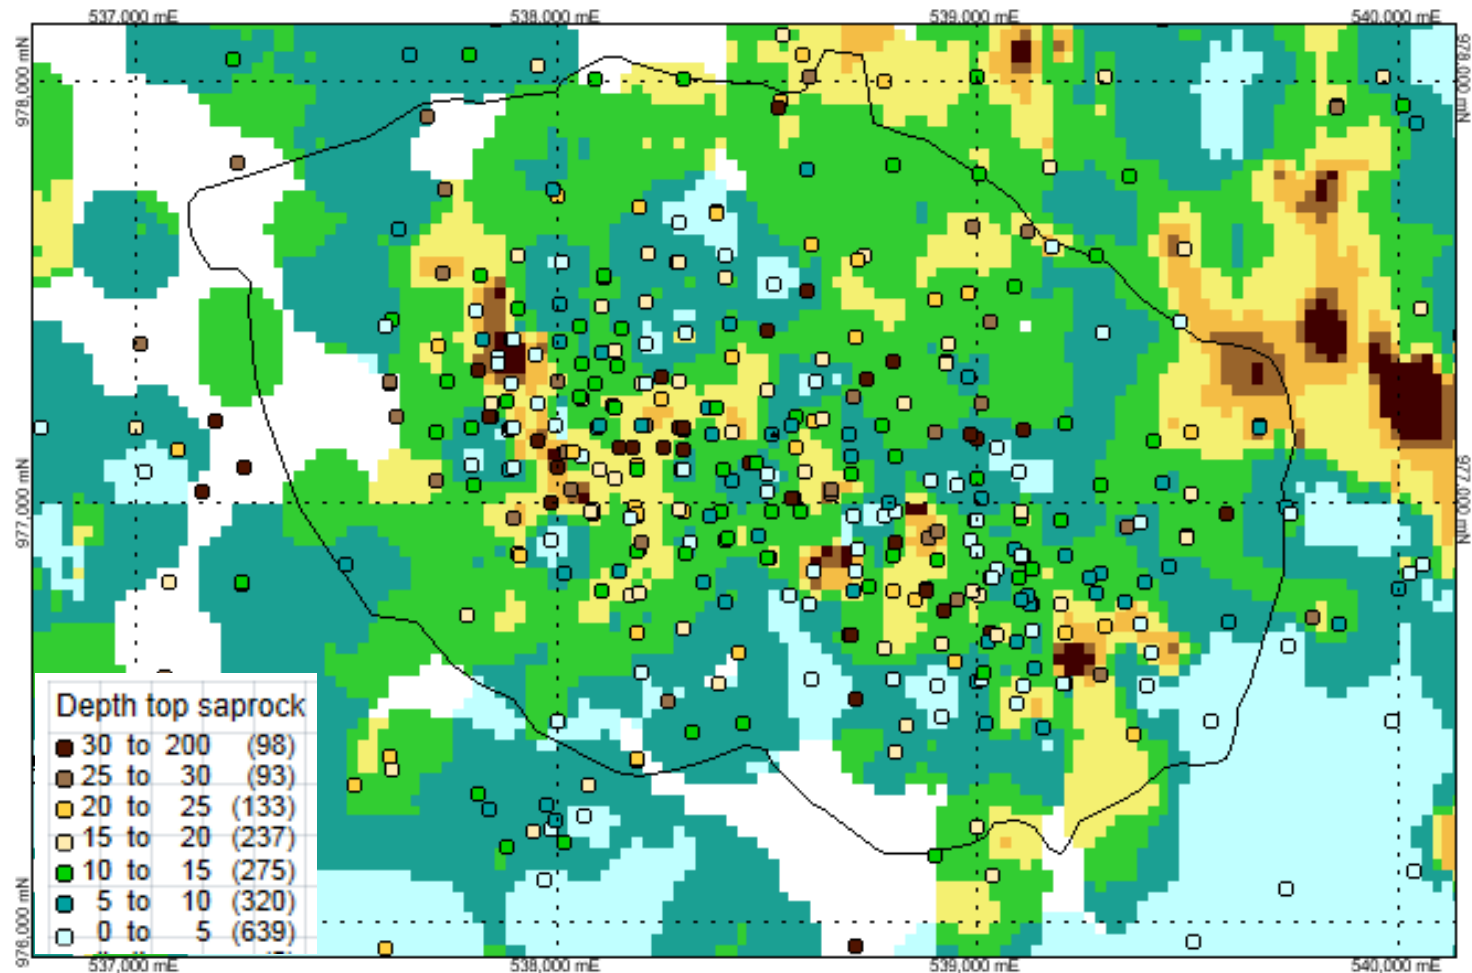 537,000 mE
538,000 mE
539,000 mE
540,000 mE
978,000 mN
978,000 mN
977,000 mN
977,000 mN
Depth top saprock
30 to 200 (98)
25 to 30 (93)
20 to 25 (133)
15 to 20 (237)
10 to 15 (275)
5 to 10 (320)
0 to 5 (639)
976,000 mN
537,000 mE
538,000 mE
539,000 mE
540,000 mE